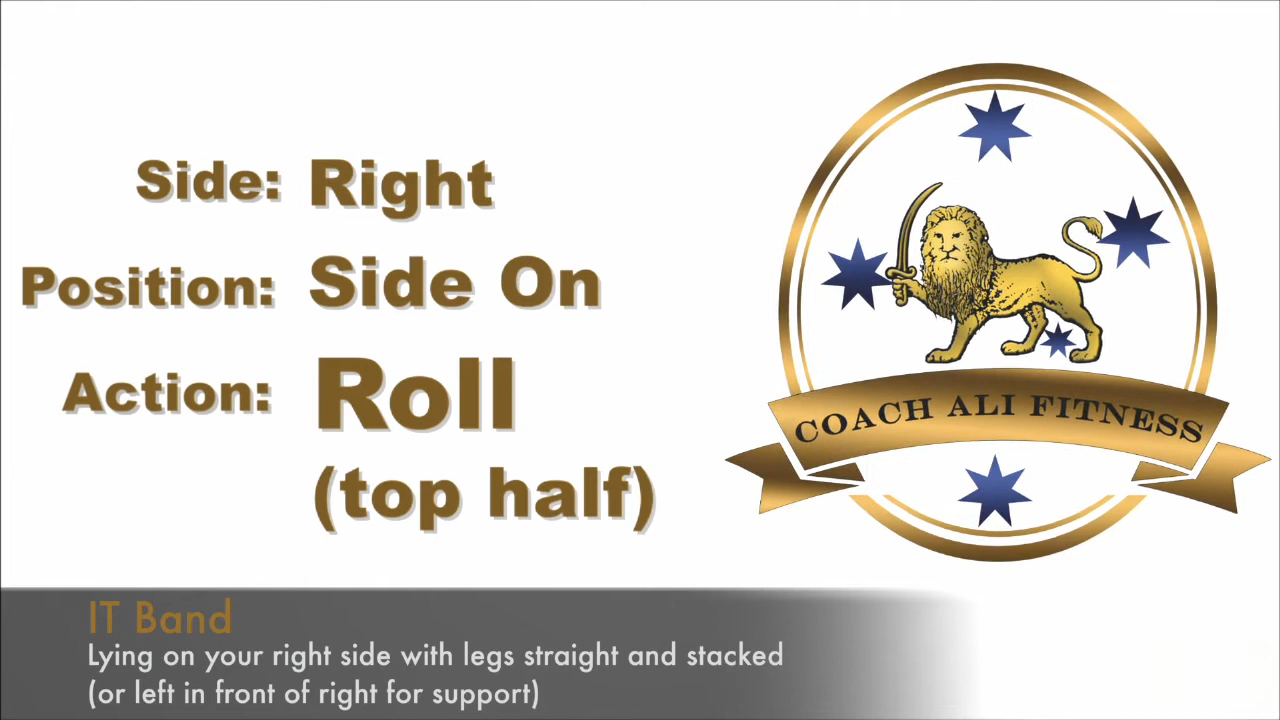 Side: Right
Position: Side On
Action: Roll
(top half)
COACH ALI FITNESS
IT Band
Lying on your right side with legs straight and stacked
(or left in front of right for support)